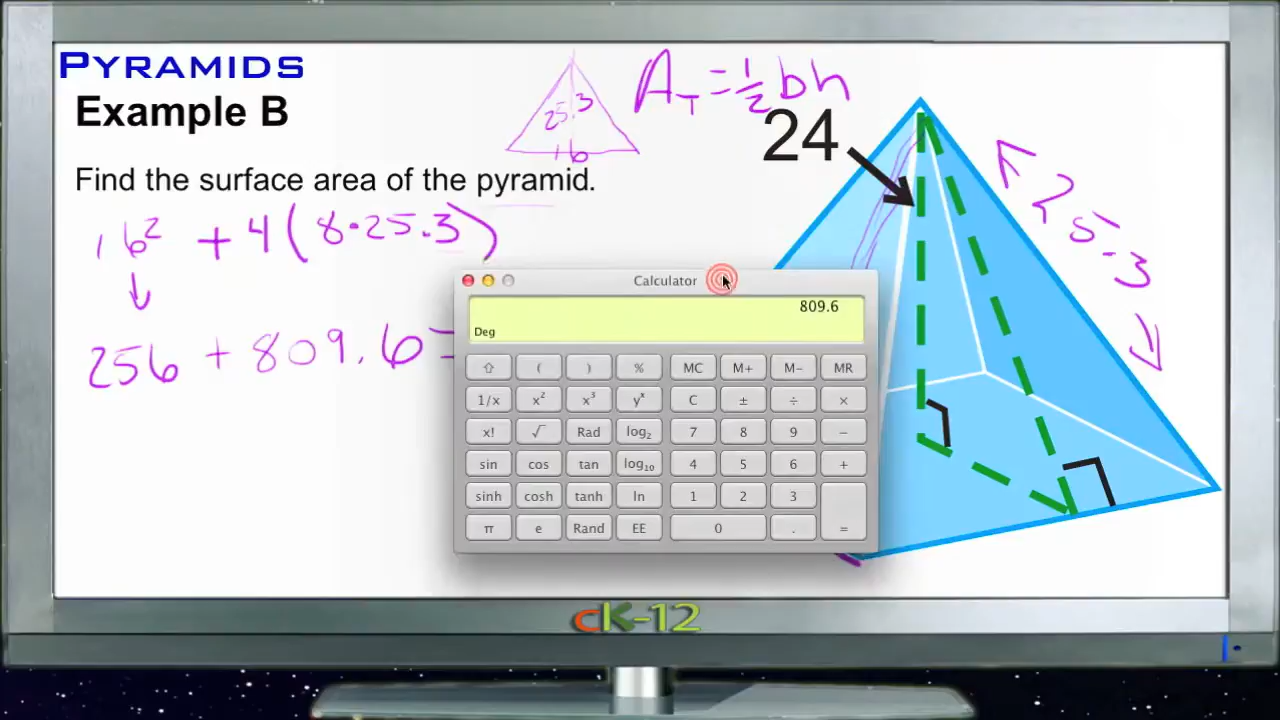 PYRAMIDS
Example B
Find the surface area of the pyramid.
25.3
16
A_T = ½bh
24
25.3
16² + 4(8·25.3)
256 + 809.6 =
Calculator
809.6
Deg
⇧ ( ) % MC M+ M- MR
1/x x² x³ yˣ C ± ÷ ×
x! √ Rad log₂ 7 8 9 −
sin cos tan log₁₀ 4 5 6 +
sinh cosh tanh ln 1 2 3
π e Rand EE 0 . =
cK-12